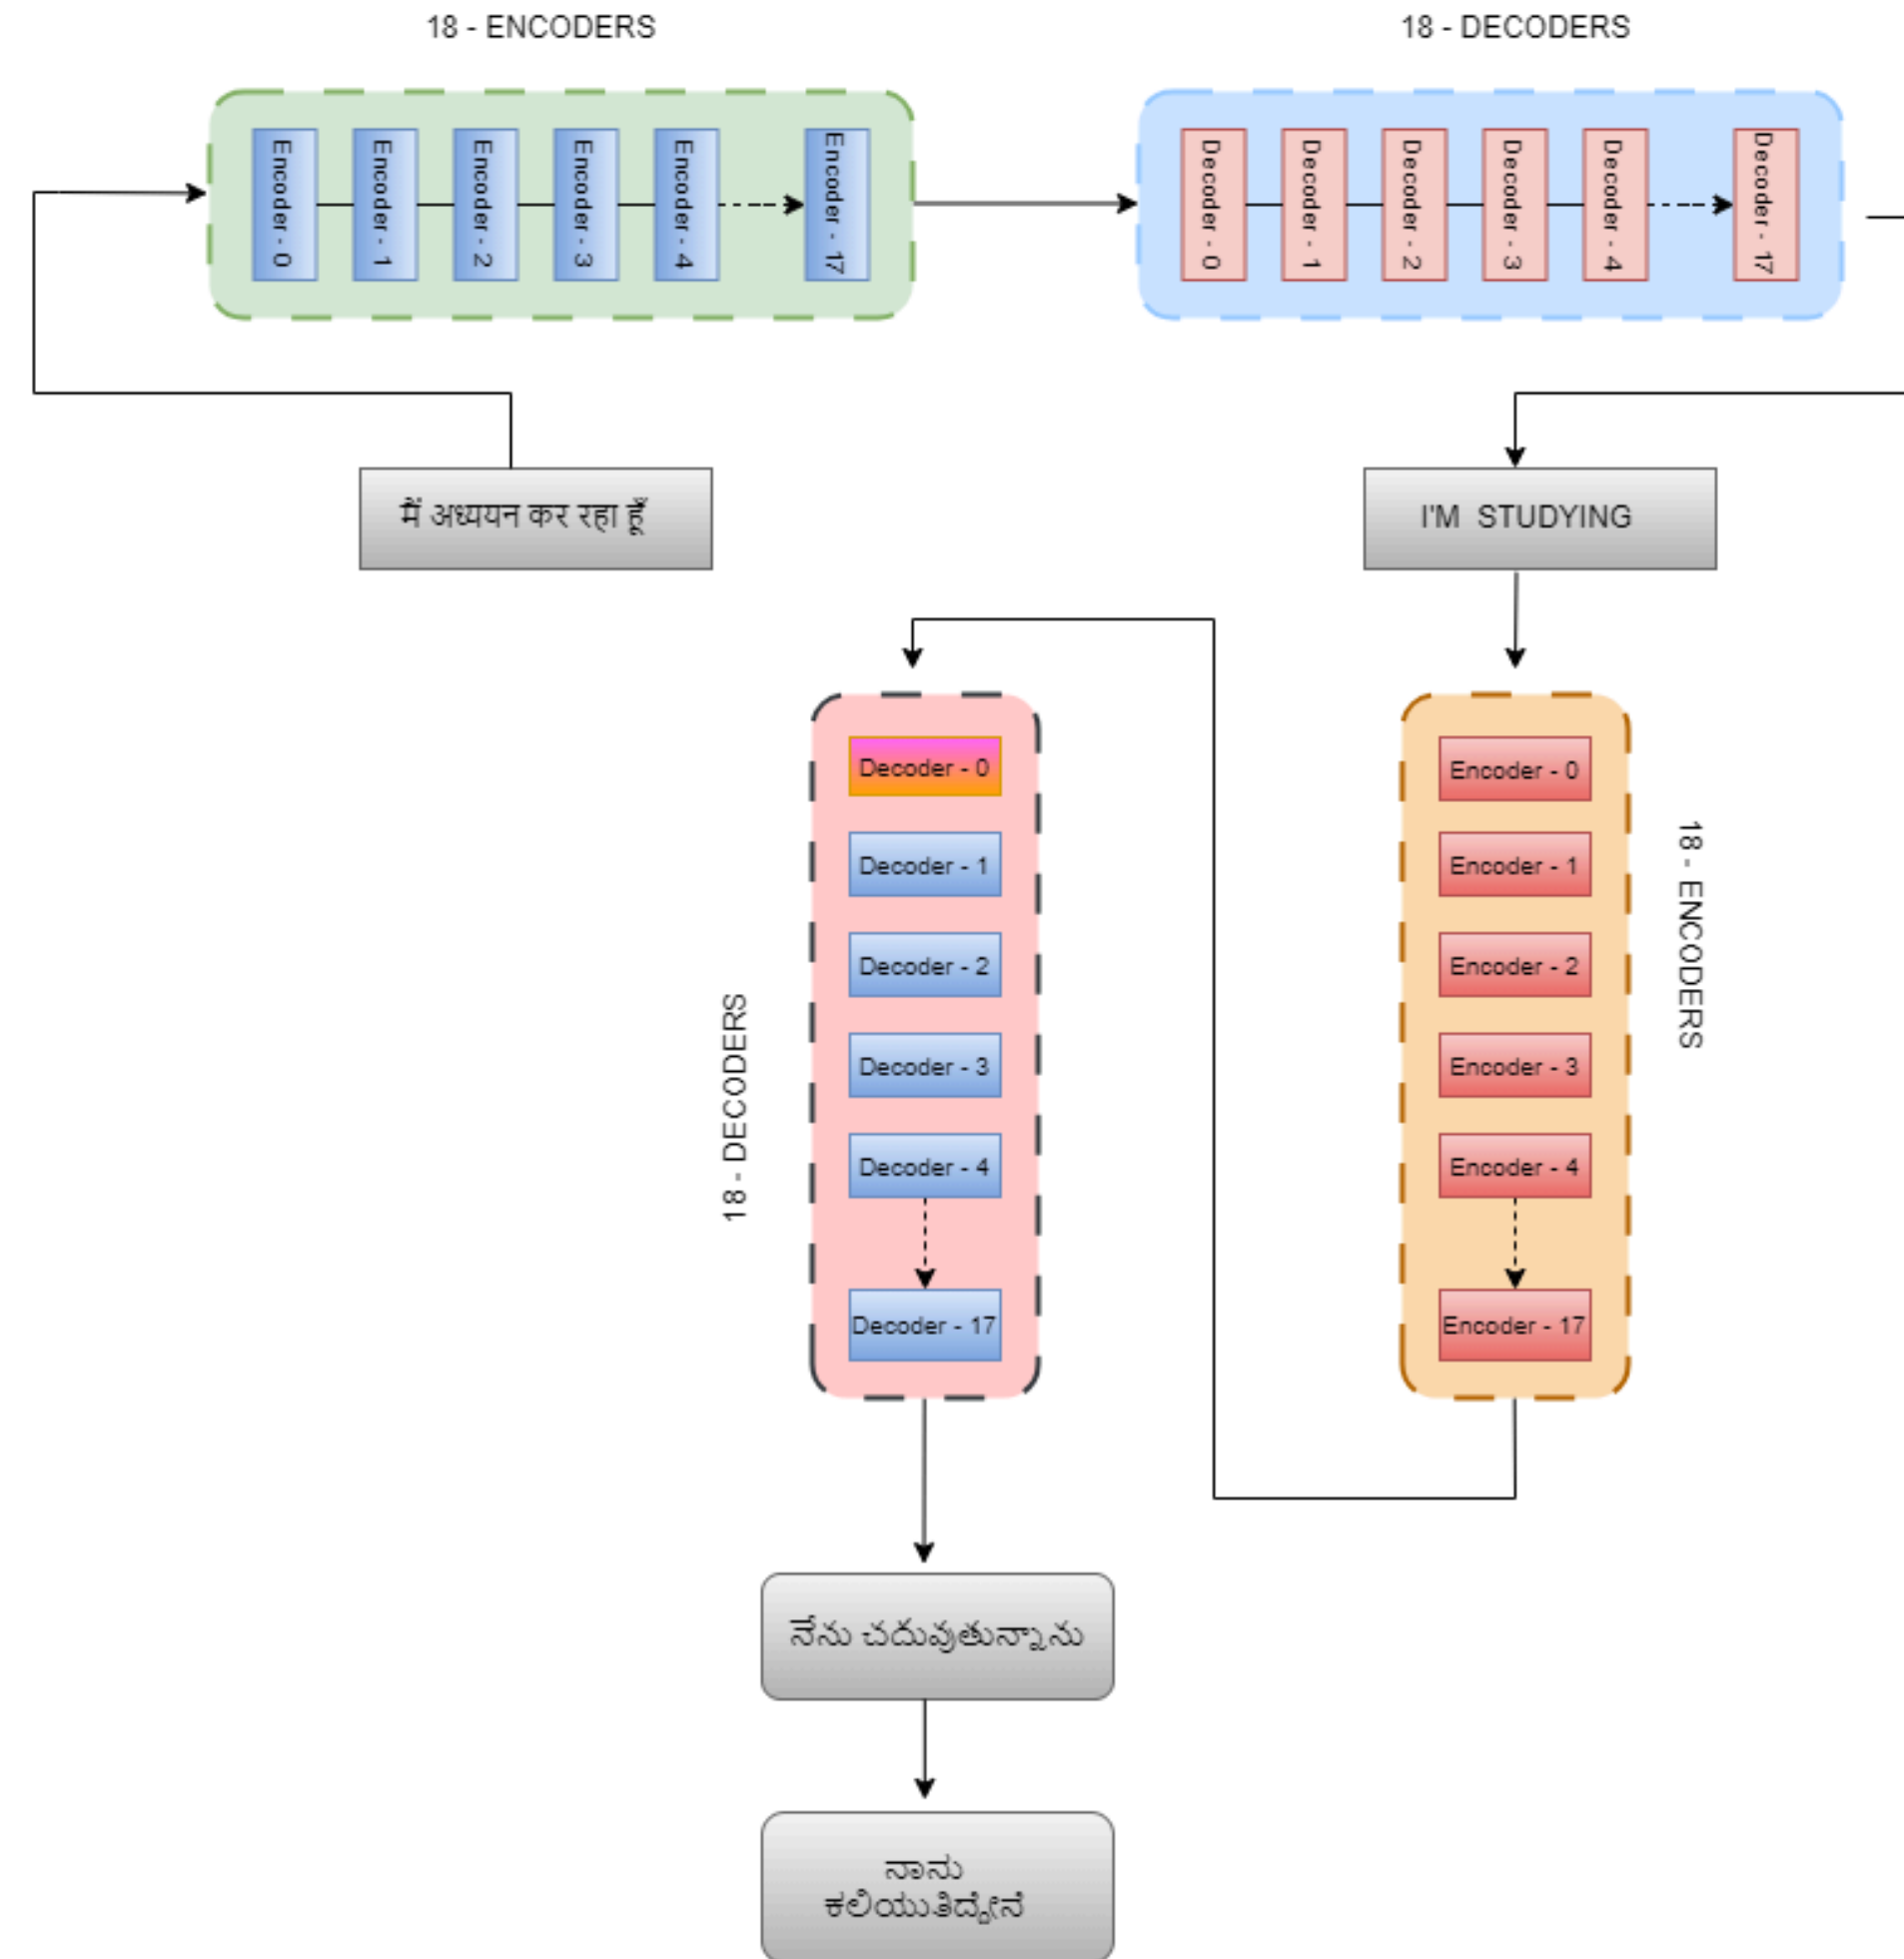 18 - ENCODERS
18 - DECODERS
Encoder - 0
Encoder - 1
Encoder - 2
Encoder - 3
Encoder - 4
Encoder - 17
Decoder - 0
Decoder - 1
Decoder - 2
Decoder - 3
Decoder - 4
Decoder - 17
मैं अध्ययन कर रहा हूँ
I'M STUDYING
18 - DECODERS
Decoder - 0
Decoder - 1
Decoder - 2
Decoder - 3
Decoder - 4
Decoder - 17
Encoder - 0
Encoder - 1
Encoder - 2
Encoder - 3
Encoder - 4
Encoder - 17
18 - ENCODERS
నేను చదువుతున్నాను
ನಾನು
ಕಲಿಯುತಿದ್ದೇನೆ